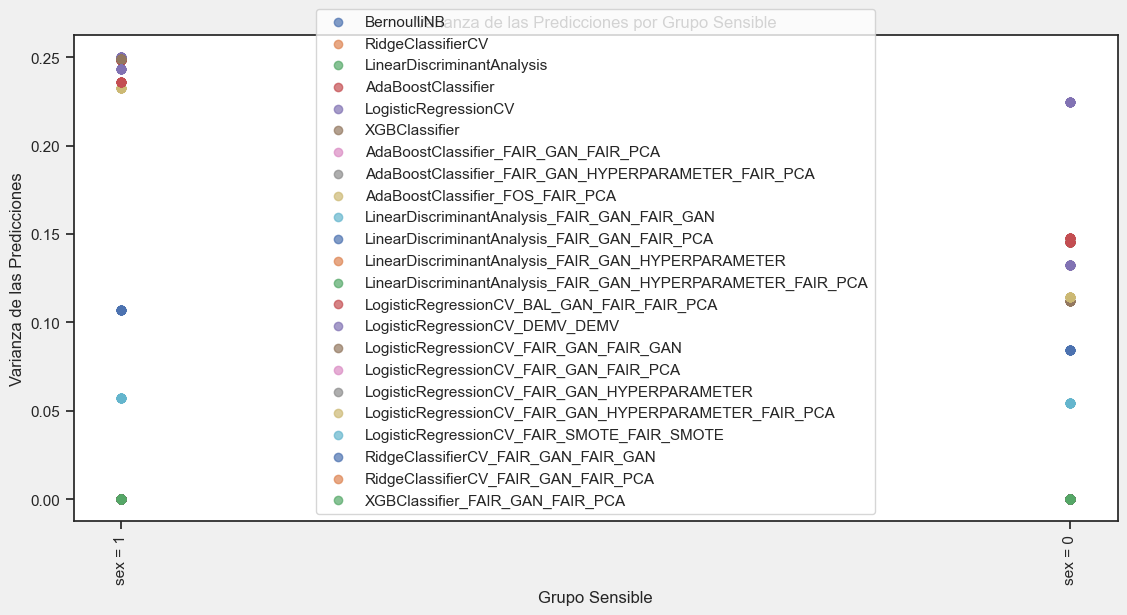 Varianza de las Predicciones por Grupo Sensible
BernoulliNB
RidgeClassifierCV
LinearDiscriminantAnalysis
AdaBoostClassifier
LogisticRegressionCV
XGBClassifier
AdaBoostClassifier_FAIR_GAN_FAIR_PCA
AdaBoostClassifier_FAIR_GAN_HYPERPARAMETER_FAIR_PCA
AdaBoostClassifier_FOS_FAIR_PCA
LinearDiscriminantAnalysis_FAIR_GAN_FAIR_GAN
LinearDiscriminantAnalysis_FAIR_GAN_FAIR_PCA
LinearDiscriminantAnalysis_FAIR_GAN_HYPERPARAMETER
LinearDiscriminantAnalysis_FAIR_GAN_HYPERPARAMETER_FAIR_PCA
LogisticRegressionCV_BAL_GAN_FAIR_FAIR_PCA
LogisticRegressionCV_DEMV_DEMV
LogisticRegressionCV_FAIR_GAN_FAIR_GAN
LogisticRegressionCV_FAIR_GAN_FAIR_PCA
LogisticRegressionCV_FAIR_GAN_HYPERPARAMETER
LogisticRegressionCV_FAIR_GAN_HYPERPARAMETER_FAIR_PCA
LogisticRegressionCV_FAIR_SMOTE_FAIR_SMOTE
RidgeClassifierCV_FAIR_GAN_FAIR_GAN
RidgeClassifierCV_FAIR_GAN_FAIR_PCA
XGBClassifier_FAIR_GAN_FAIR_PCA
Varianza de las Predicciones
0.25
0.20
0.15
0.10
0.05
0.00
sex = 1
sex = 0
Grupo Sensible